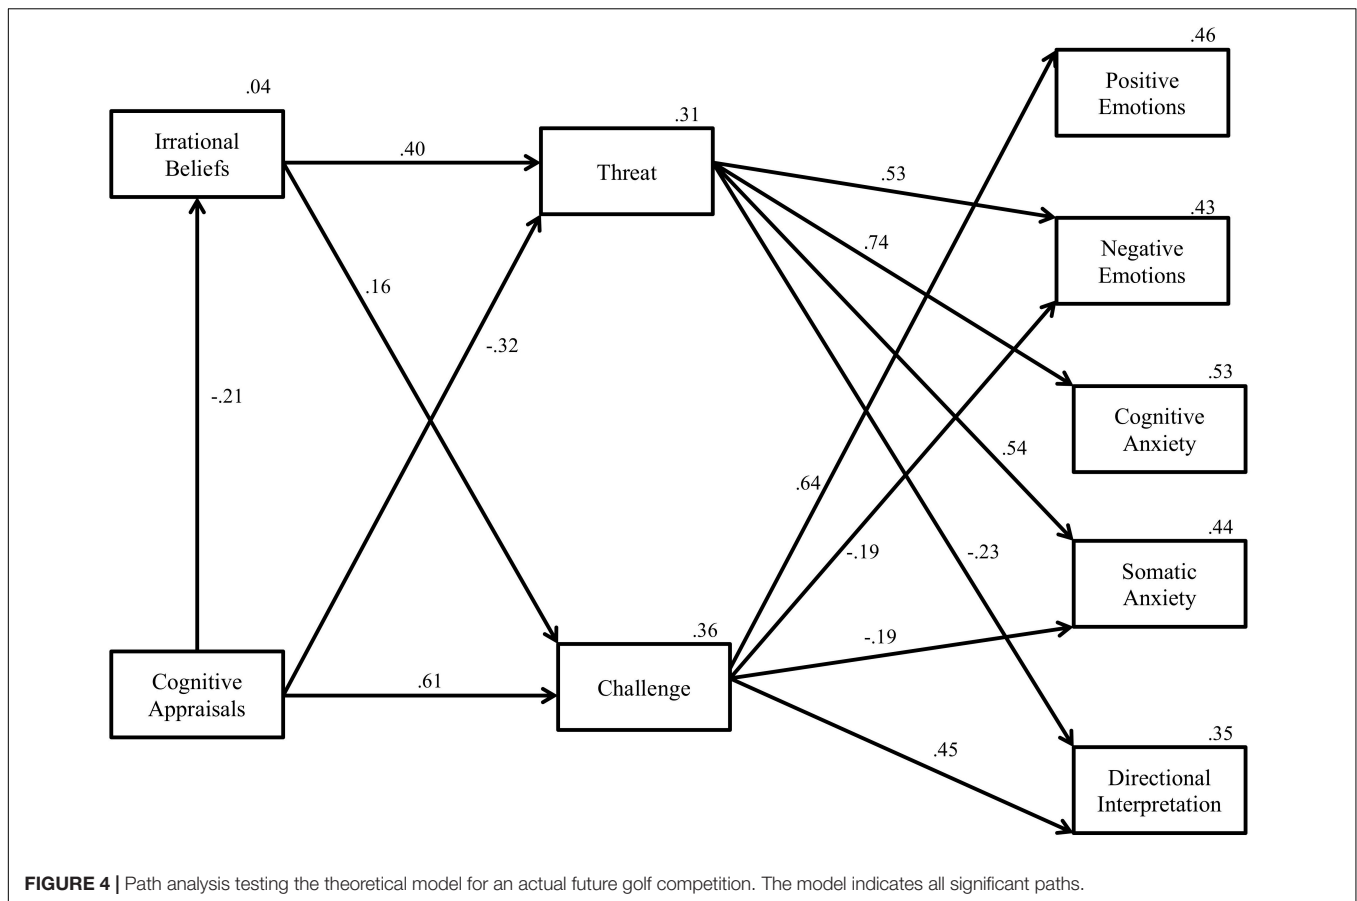 .46
Positive
Emotions
.04
Irrational
Beliefs
.31
Threat
.40
.53
.43
Negative
Emotions
.74
.16
-.32
.53
Cognitive
Anxiety
-.21
.54
.64
.44
Somatic
Anxiety
-.19
-.23
.36
Challenge
-.19
Cognitive
Appraisals
.61
.45
.35
Directional
Interpretation
FIGURE 4 | Path analysis testing the theoretical model for an actual future golf competition. The model indicates all significant paths.